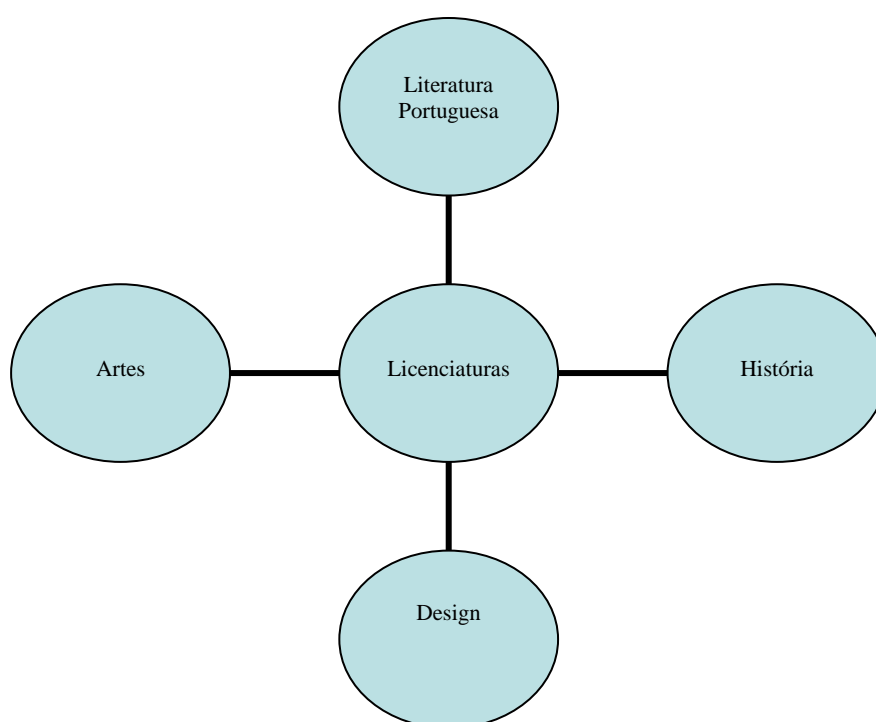 Literatura
Portuguesa
Artes
Licenciaturas
História
Design